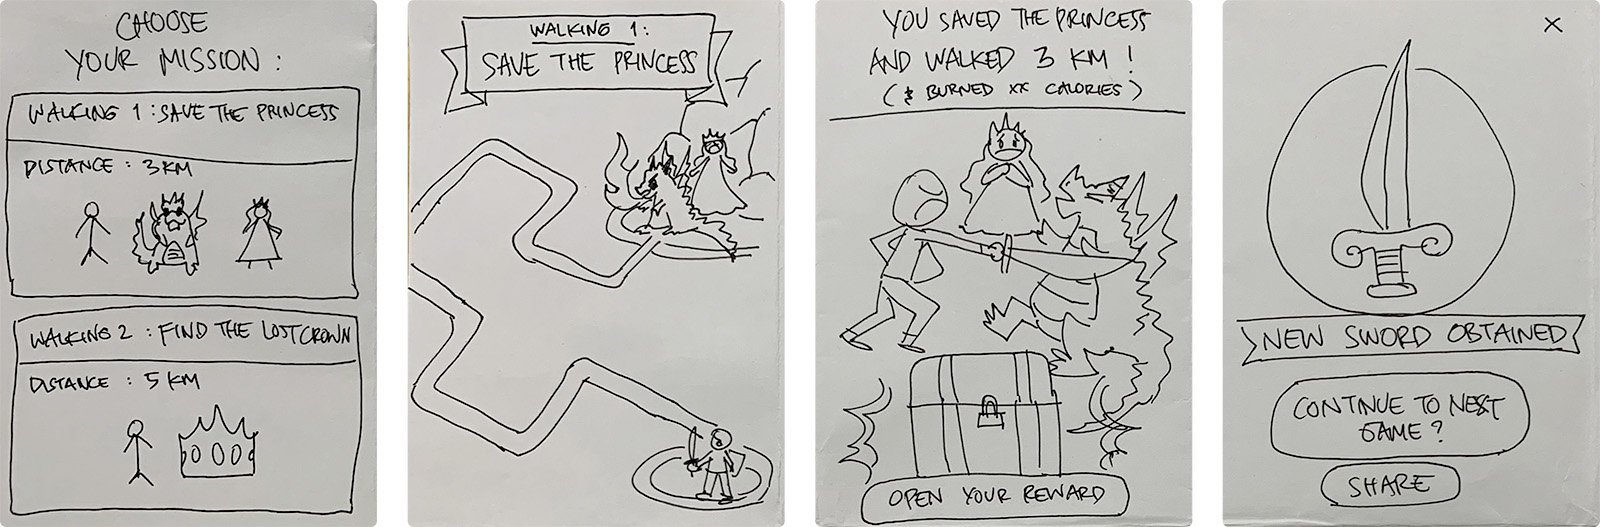 CHOOSE
YOUR MISSION :
WALKING 1 : SAVE THE PRINCESS
DISTANCE : 3 KM
WALKING 2 : FIND THE LOST CROWN
DISTANCE : 5 KM
WALKING 1 :
SAVE THE PRINCESS
YOU SAVED THE PRINCESS
AND WALKED 3 KM !
( & BURNED XX CALORIES )
OPEN YOUR REWARD
X
NEW SWORD OBTAINED
CONTINUE TO NEXT
GAME ?
SHARE